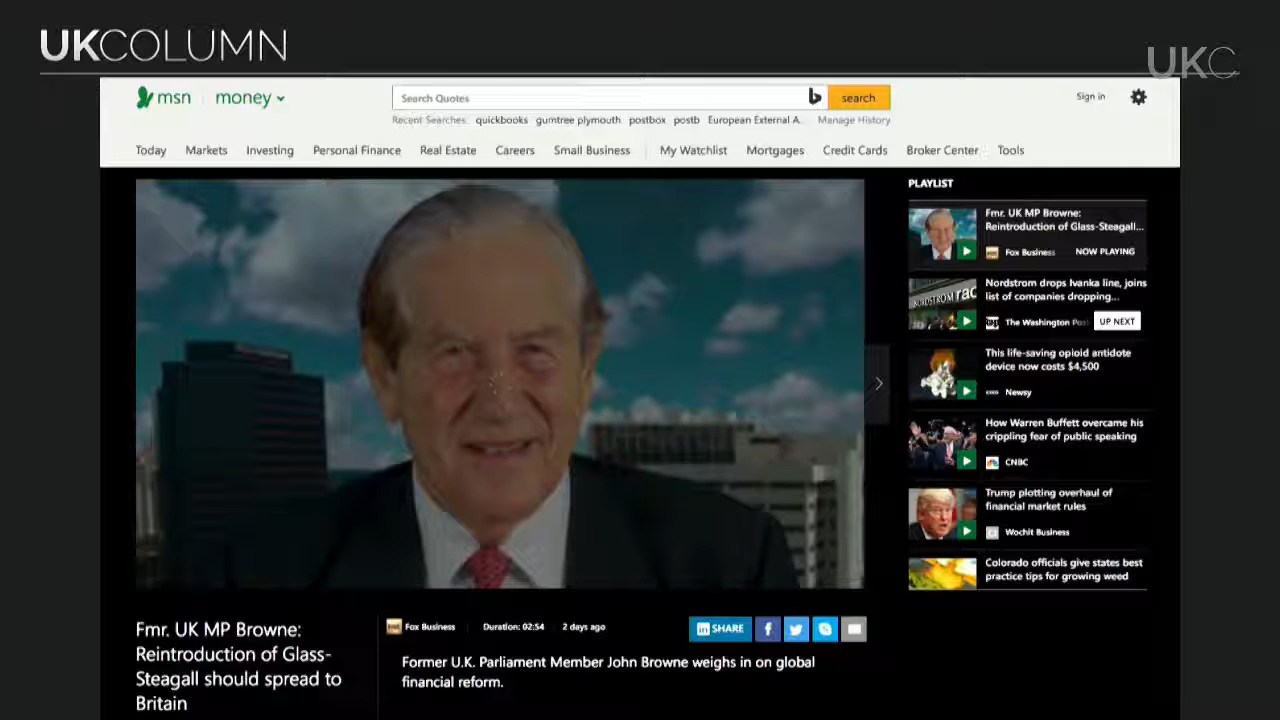 UKCOLUMN
UKC
msn money
Search Quotes
search
Sign in
Recent Searches: quickbooks gumtree plymouth postbox postb European External A... Manage History
Today Markets Investing Personal Finance Real Estate Careers Small Business My Watchlist Mortgages Credit Cards Broker Center Tools
PLAYLIST
Fmr. UK MP Browne:
Reintroduction of Glass-Steagall...
Fox Business NOW PLAYING
Nordstrom drops Ivanka line, joins
list of companies dropping...
The Washington Pos UP NEXT
This life-saving opioid antidote
device now costs $4,500
Newsy
How Warren Buffett overcame his
crippling fear of public speaking
CNBC
Trump plotting overhaul of
financial market rules
Wochit Business
Colorado officials give states best
practice tips for growing weed
Fmr. UK MP Browne:
Reintroduction of Glass-
Steagall should spread to
Britain
Fox Business Duration: 02:54 2 days ago
in SHARE
Former U.K. Parliament Member John Browne weighs in on global
financial reform.